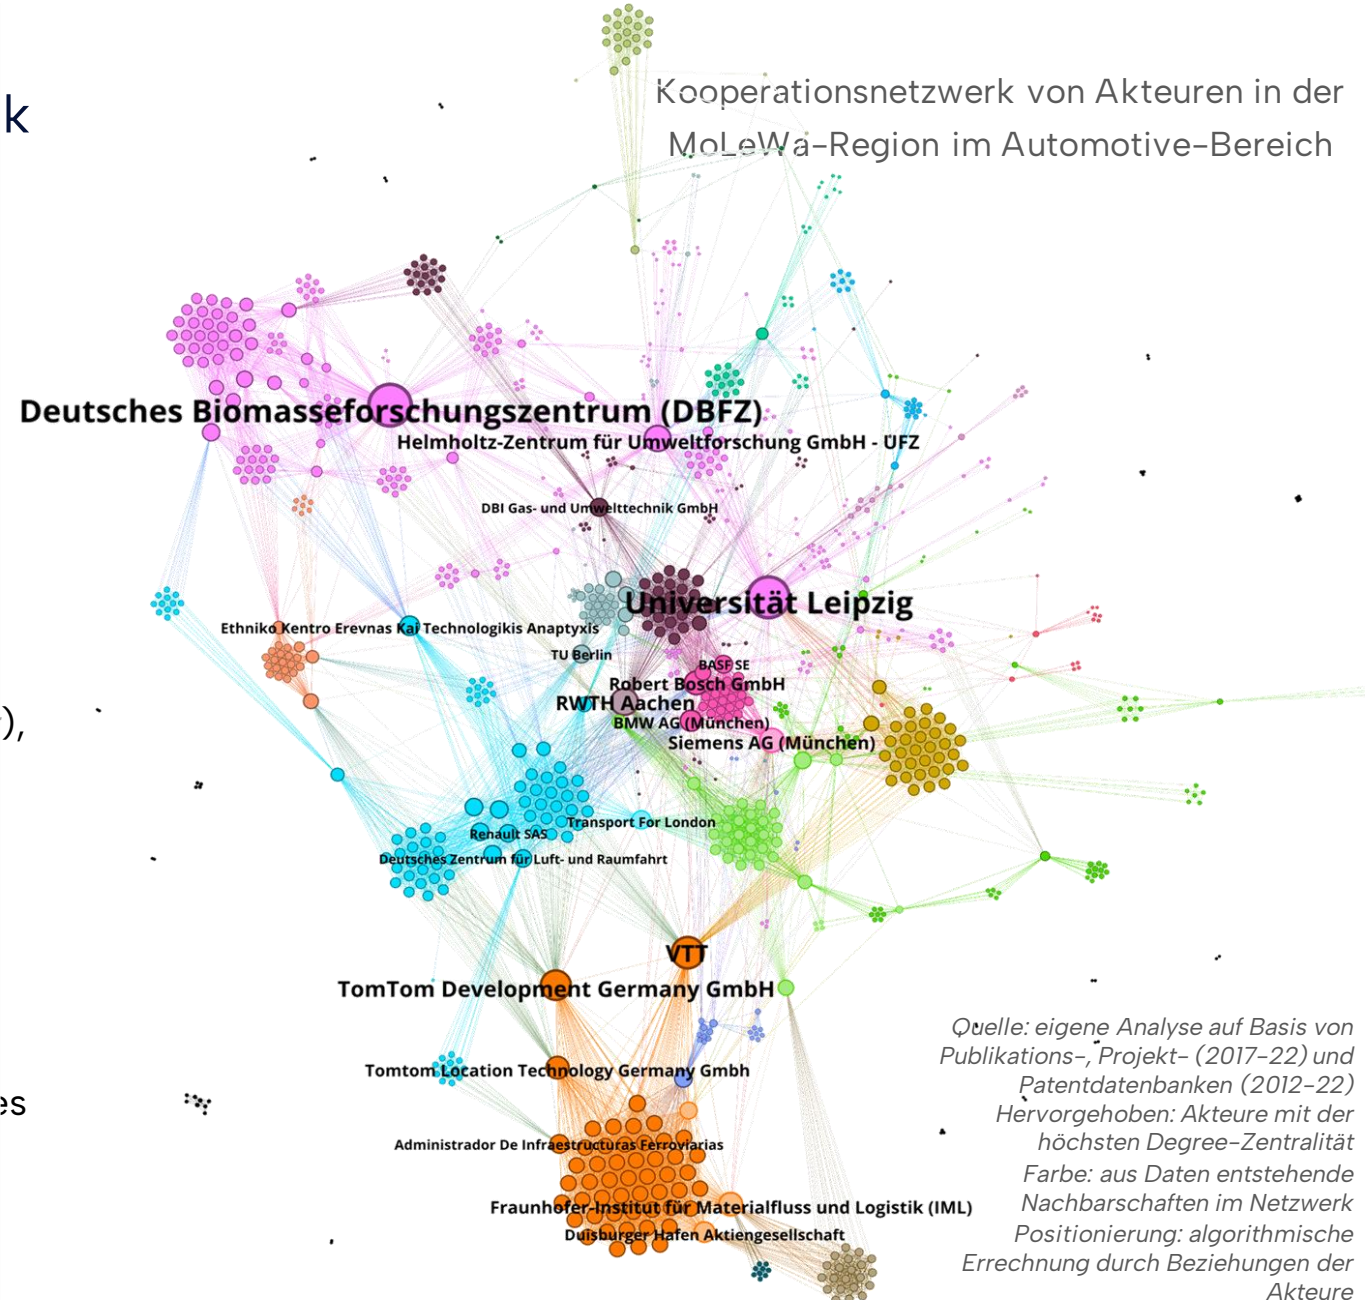 k
Kooperationsnetzwerk von Akteuren in der
MoLeWa-Region im Automotive-Bereich
Deutsches Biomasseforschungszentrum (DBFZ)
Helmholtz-Zentrum für Umweltforschung GmbH - UFZ
DBI Gas- und Umwelttechnik GmbH
Universität Leipzig
Ethniko Kentro Erevnas Kai Technologikis Anaptyxis
TU Berlin
BASF SE
Robert Bosch GmbH
RWTH Aachen
BMW AG (München)
),
Siemens AG (München)
Transport For London
Renault SAS
Deutsches Zentrum für Luft- und Raumfahrt
VTT
TomTom Development Germany GmbH
Tomtom Location Technology Germany Gmbh
es
Administrador De Infraestructuras Ferroviarias
Fraunhofer-Institut für Materialfluss und Logistik (IML)
Duisburger Hafen Aktiengesellschaft
Quelle: eigene Analyse auf Basis von
Publikations-, Projekt- (2017-22) und
Patentdatenbanken (2012-22)
Hervorgehoben: Akteure mit der
höchsten Degree-Zentralität
Farbe: aus Daten entstehende
Nachbarschaften im Netzwerk
Positionierung: algorithmische
Errechnung durch Beziehungen der
Akteure